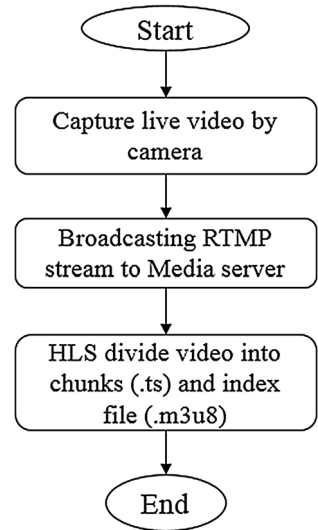 Start
Capture live video by
camera
Broadcasting RTMP
stream to Media server
HLS divide video into
chunks (.ts) and index
file (.m3u8)
End